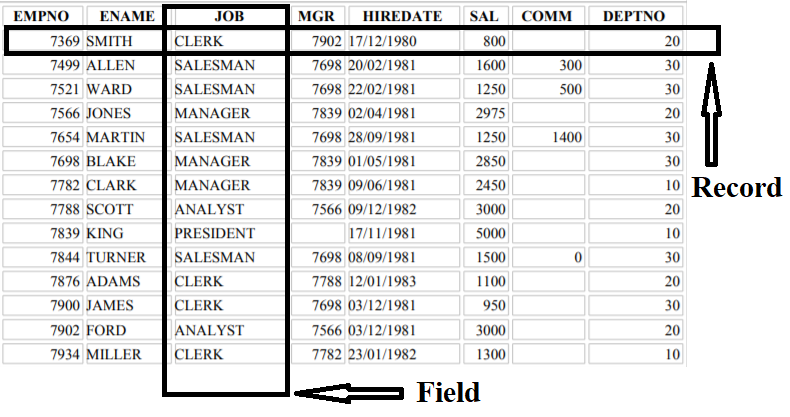 EMPNO ENAME JOB MGR HIREDATE SAL COMM DEPTNO
7369 SMITH CLERK 7902 17/12/1980 800 20
7499 ALLEN SALESMAN 7698 20/02/1981 1600 300 30
7521 WARD SALESMAN 7698 22/02/1981 1250 500 30
7566 JONES MANAGER 7839 02/04/1981 2975 20
7654 MARTIN SALESMAN 7698 28/09/1981 1250 1400 30
7698 BLAKE MANAGER 7839 01/05/1981 2850 30
7782 CLARK MANAGER 7839 09/06/1981 2450 10
Record
7788 SCOTT ANALYST 7566 09/12/1982 3000 20
7839 KING PRESIDENT 17/11/1981 5000 10
7844 TURNER SALESMAN 7698 08/09/1981 1500 0 30
7876 ADAMS CLERK 7788 12/01/1983 1100 20
7900 JAMES CLERK 7698 03/12/1981 950 30
7902 FORD ANALYST 7566 03/12/1981 3000 20
7934 MILLER CLERK 7782 23/01/1982 1300 10
Field